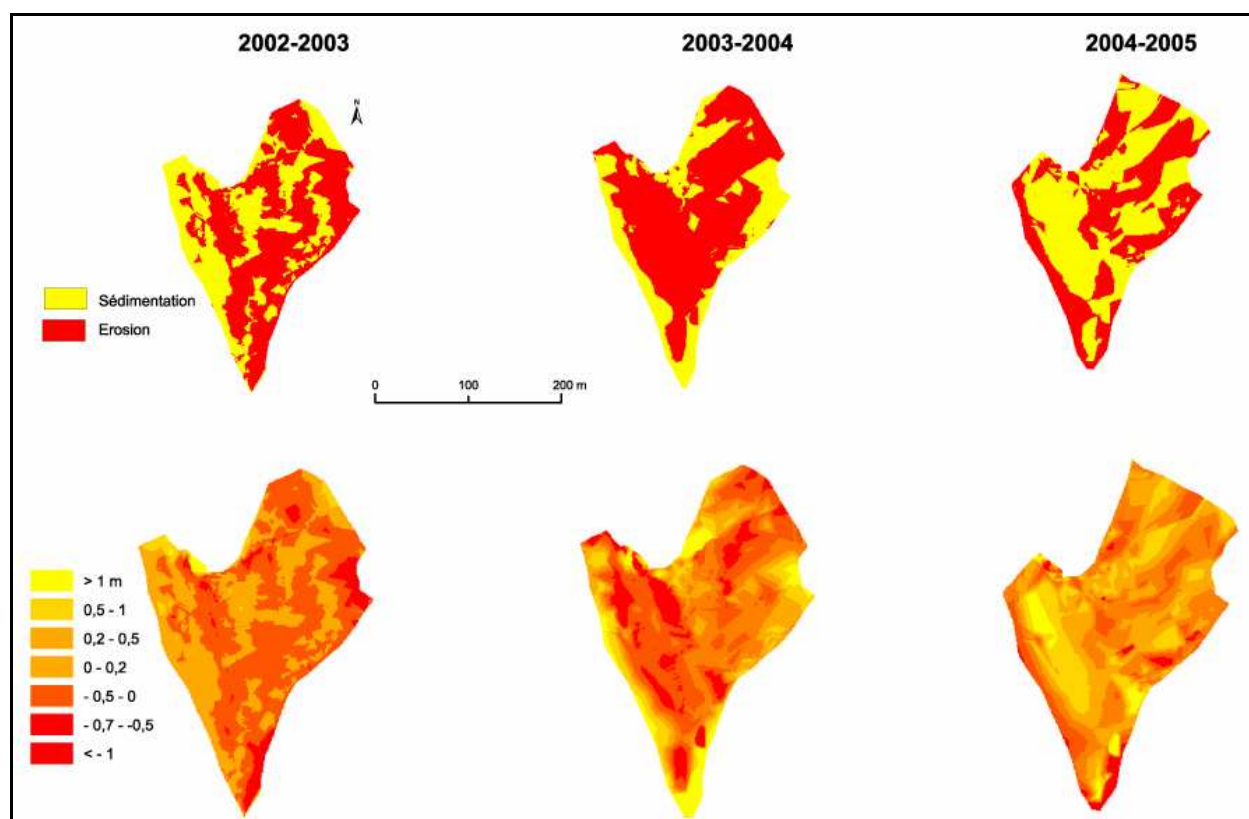 2002-2003
2003-2004
2004-2005
N
Sédimentation
Erosion
0 100 200 m
> 1 m
0,5 - 1
0,2 - 0,5
0 - 0,2
- 0,5 - 0
- 0,7 - -0,5
< - 1